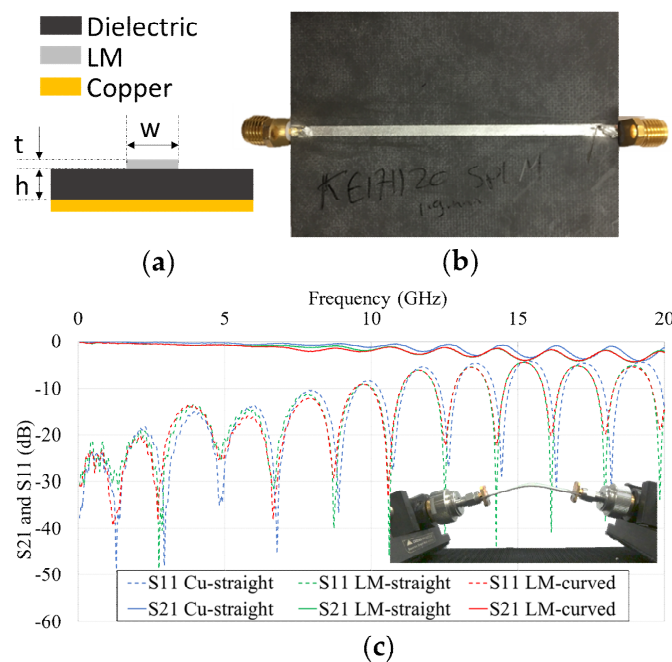 Dielectric
LM
Copper
t
w
h
(a)
(b)
Frequency (GHz)
0 5 10 15 20
0
-10
-20
-30
-40
-50
-60
S21 and S11 (dB)
S11 Cu-straight S11 LM-straight S11 LM-curved
S21 Cu-straight S21 LM-straight S21 LM-curved
(c)